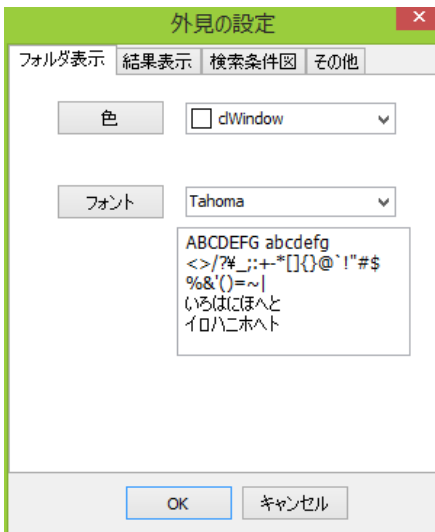 外見の設定
フォルダ表示 結果表示 検索条件図 その他
色 clWindow
フォント Tahoma
ABCDEFG abcdefg
<>/?¥_;:+-*[]{}@`!"#$
%&'()=~|
いろはにほへと
イロハニホヘト
OK キャンセル